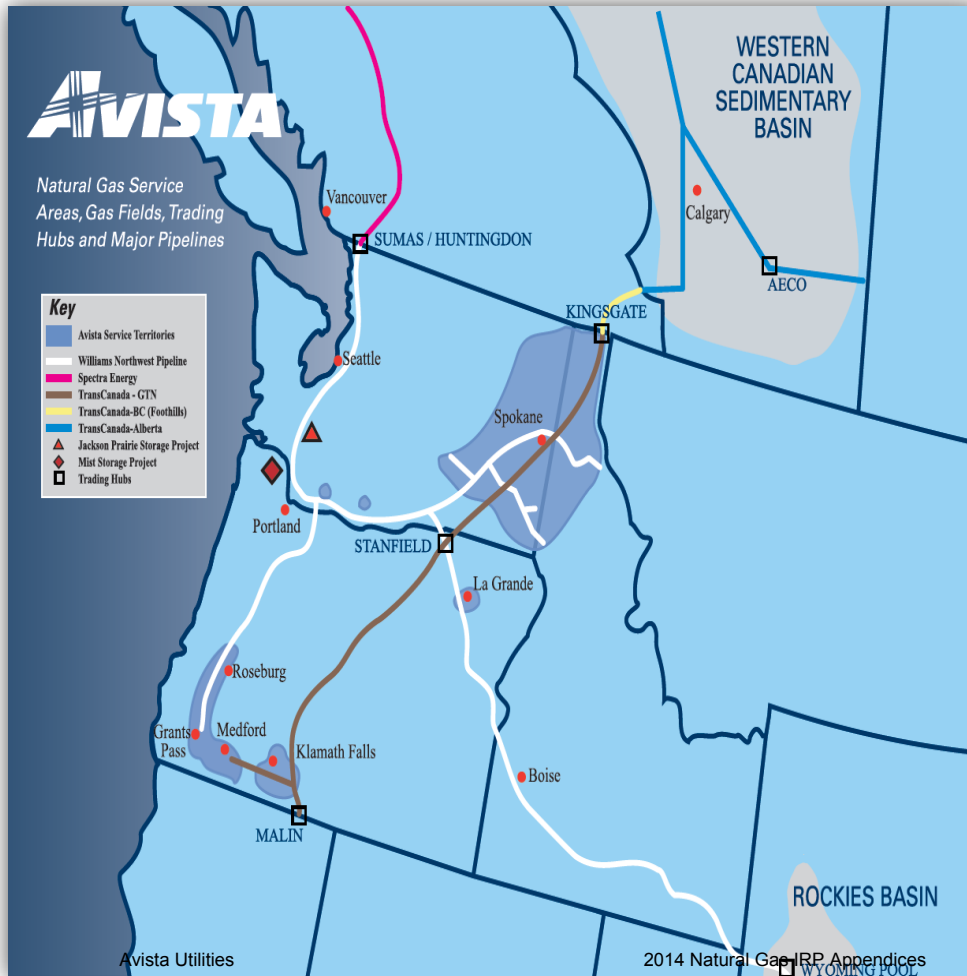 AVISTA
Natural Gas Service
Areas, Gas Fields, Trading
Hubs and Major Pipelines
WESTERN
CANADIAN
SEDIMENTARY
BASIN
Vancouver
SUMAS / HUNTINGDON
Calgary
AECO
KINGSGATE
Key
Avista Service Territories
Williams Northwest Pipeline
Spectra Energy
TransCanada - GTN
TransCanada-BC (Foothills)
TransCanada-Alberta
Jackson Prairie Storage Project
Mist Storage Project
Trading Hubs
Seattle
Spokane
Portland
STANFIELD
La Grande
Roseburg
Grants
Pass
Medford
Klamath Falls
Boise
MALIN
ROCKIES BASIN
Avista Utilities
2014 Natural Gas IRP Appendices
WYOMING POOL